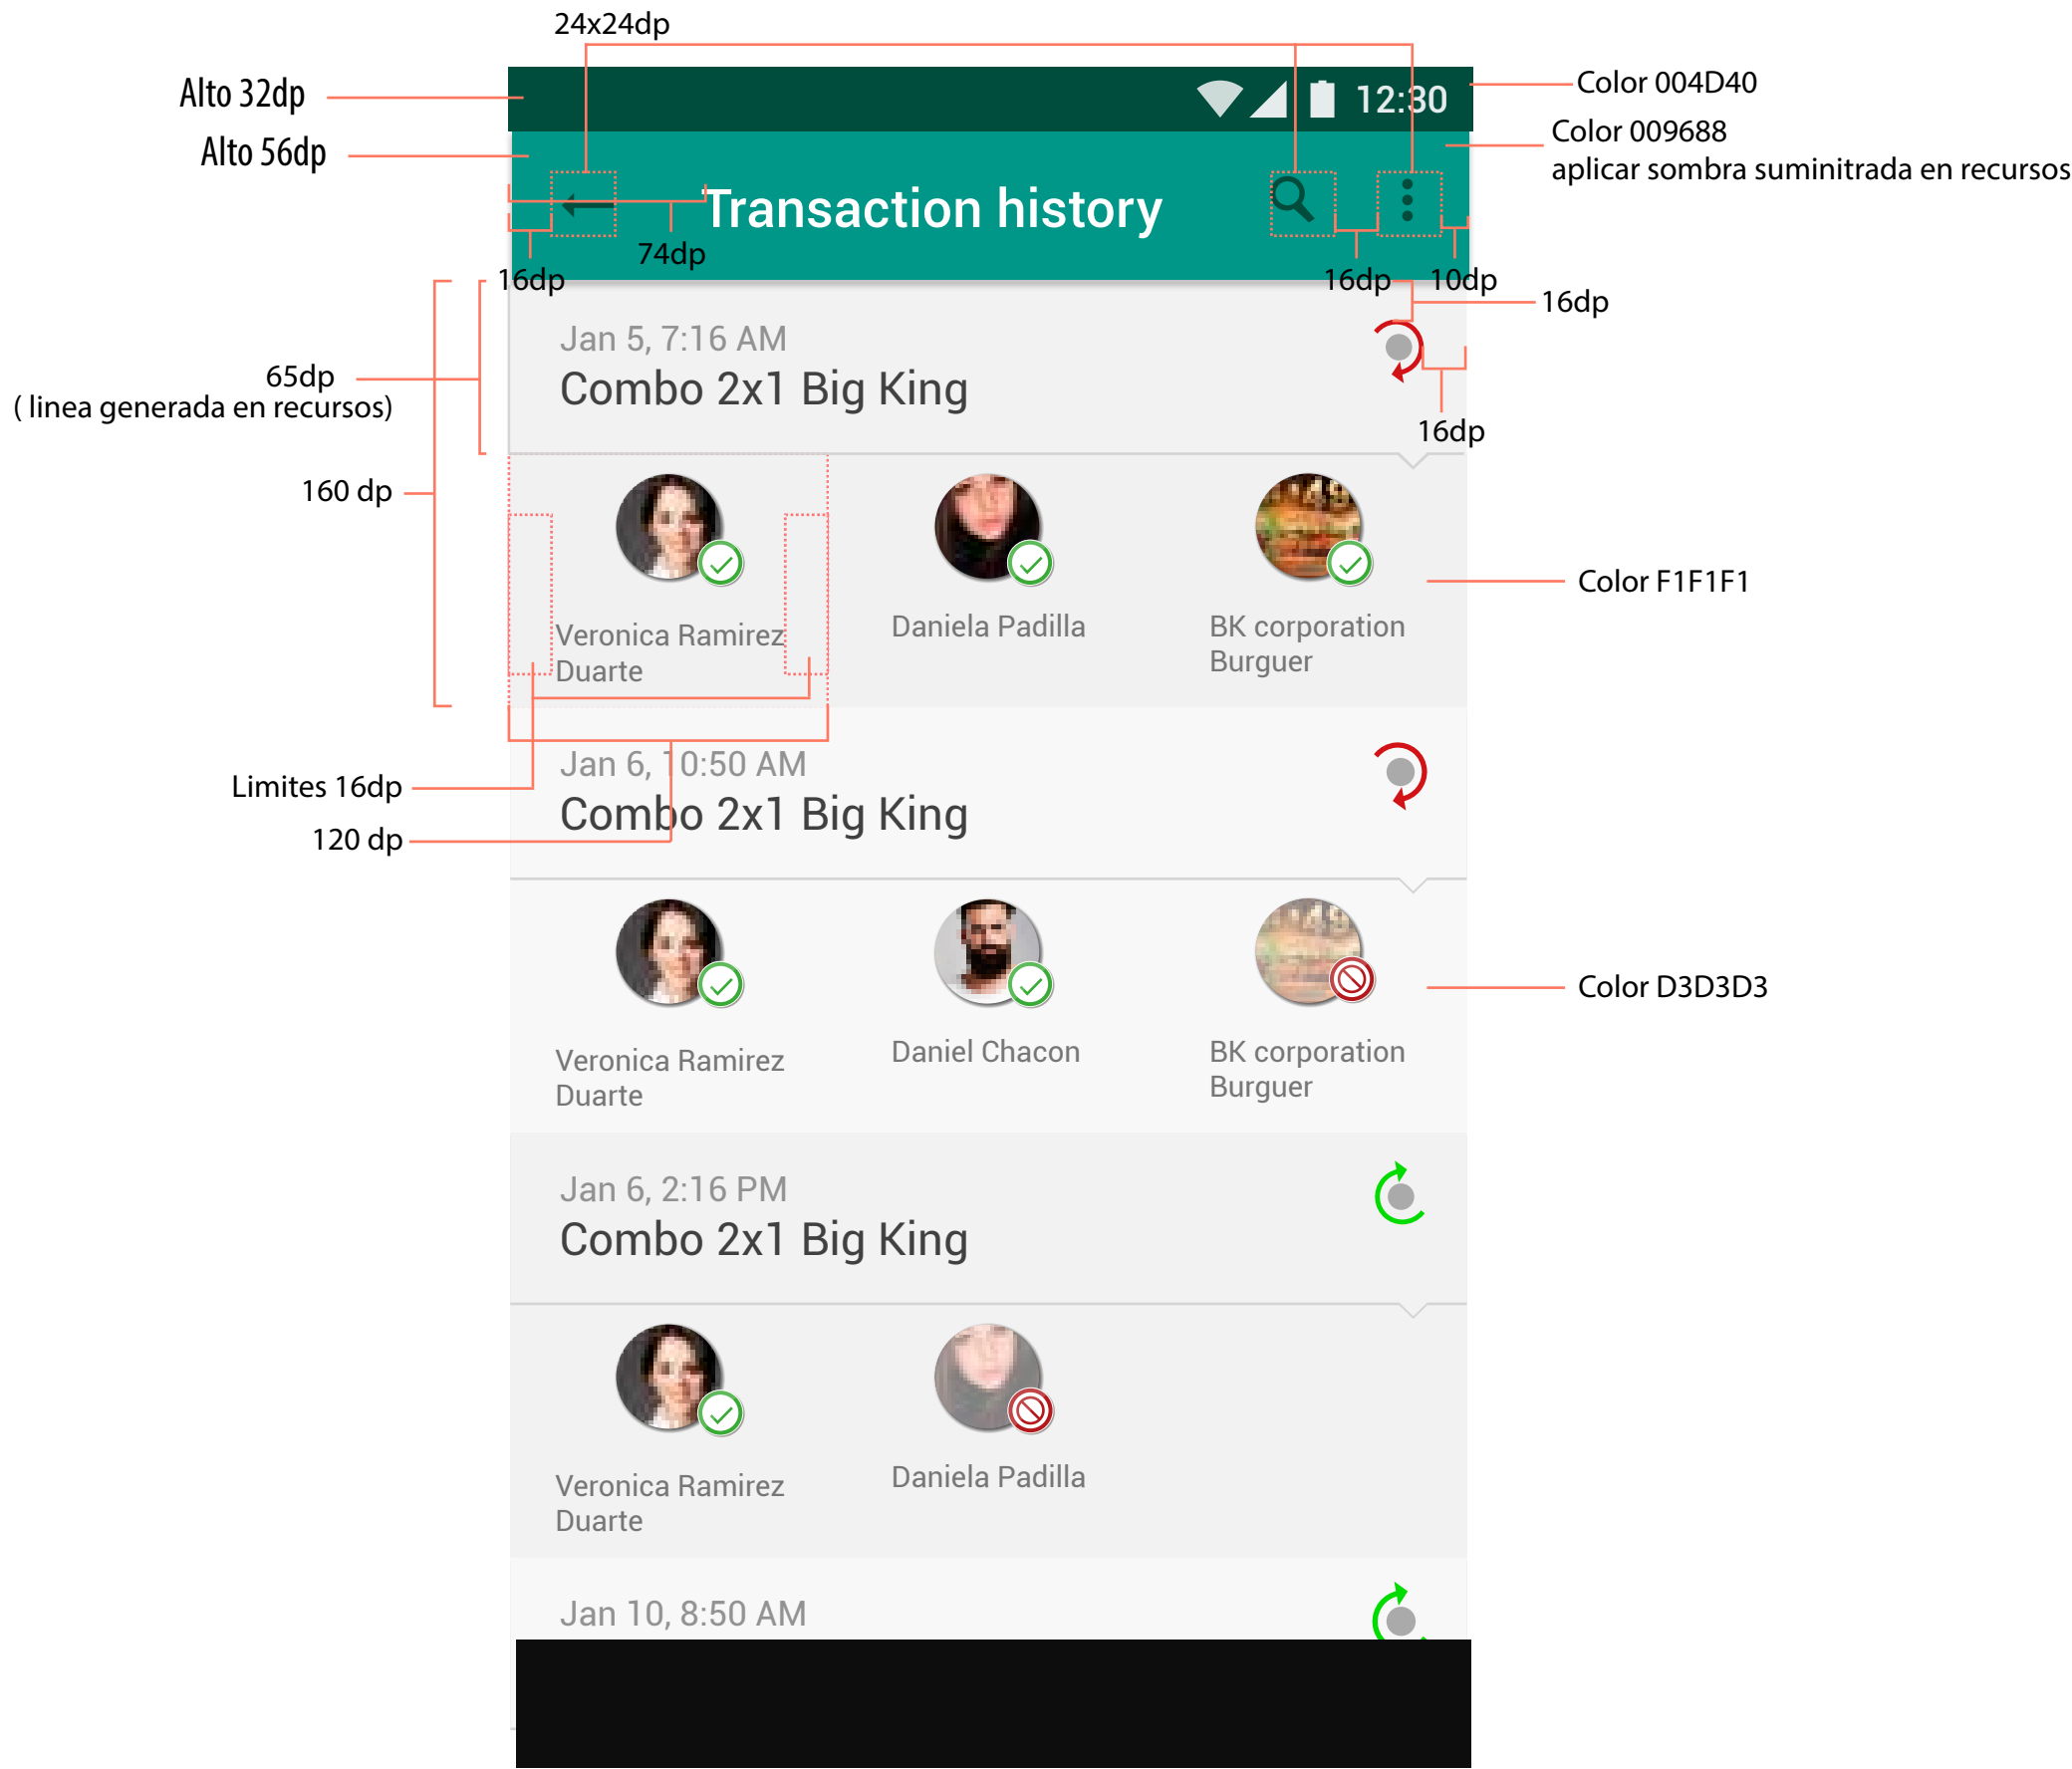 24x24dp
Alto 32dp
12:30
Color 004D40
Alto 56dp
Color 009688
aplicar sombra suminitrada en recursos
Transaction history
74dp
16dp
16dp
10dp
16dp
Jan 5, 7:16 AM
Combo 2x1 Big King
65dp
( linea generada en recursos)
16dp
160 dp
Color F1F1F1
Veronica Ramirez
Duarte
Daniela Padilla
BK corporation
Burguer
Jan 6, 10:50 AM
Combo 2x1 Big King
Limites 16dp
120 dp
Color D3D3D3
Veronica Ramirez
Duarte
Daniel Chacon
BK corporation
Burguer
Jan 6, 2:16 PM
Combo 2x1 Big King
Veronica Ramirez
Duarte
Daniela Padilla
Jan 10, 8:50 AM